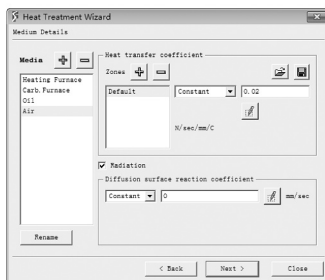 Heat Treatment Wizard
Medium Details
Media
Heating Furnace
Carb.Furnace
Oil
Air
Rename
Heat transfer coefficient
Zones
Default
Constant
0.02
N/sec/mm/C
Radiation
Diffusion surface reaction coefficient
Constant
0
mm/sec
< Back
Next >
Close